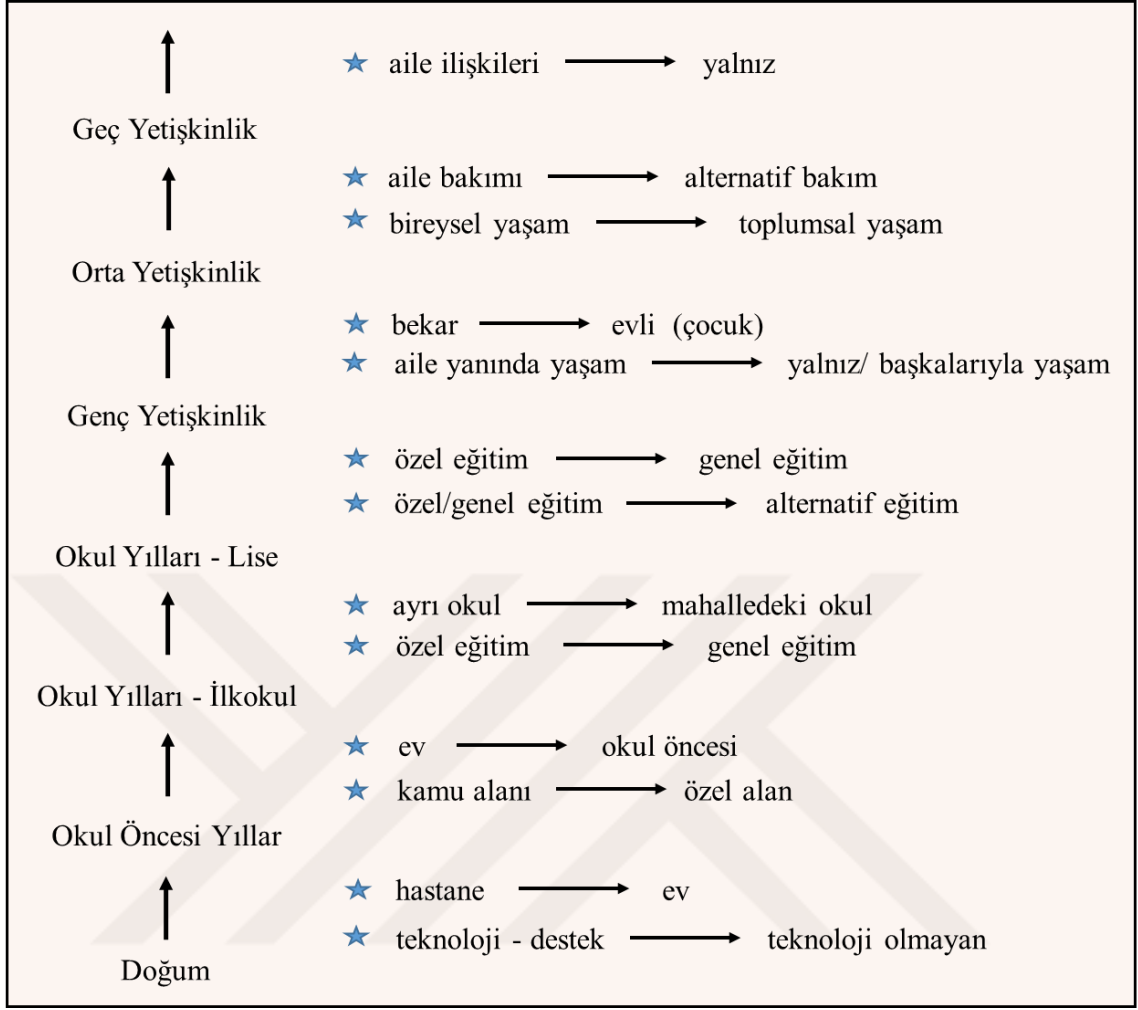 aile ilişkileri yalnız
Geç Yetişkinlik
aile bakımı alternatif bakım
bireysel yaşam toplumsal yaşam
Orta Yetişkinlik
bekar evli (çocuk)
aile yanında yaşam yalnız/ başkalarıyla yaşam
Genç Yetişkinlik
özel eğitim genel eğitim
özel/genel eğitim alternatif eğitim
Okul Yılları - Lise
ayrı okul mahalledeki okul
özel eğitim genel eğitim
Okul Yılları - İlkokul
ev okul öncesi
kamu alanı özel alan
Okul Öncesi Yıllar
hastane ev
teknoloji - destek teknoloji olmayan
Doğum